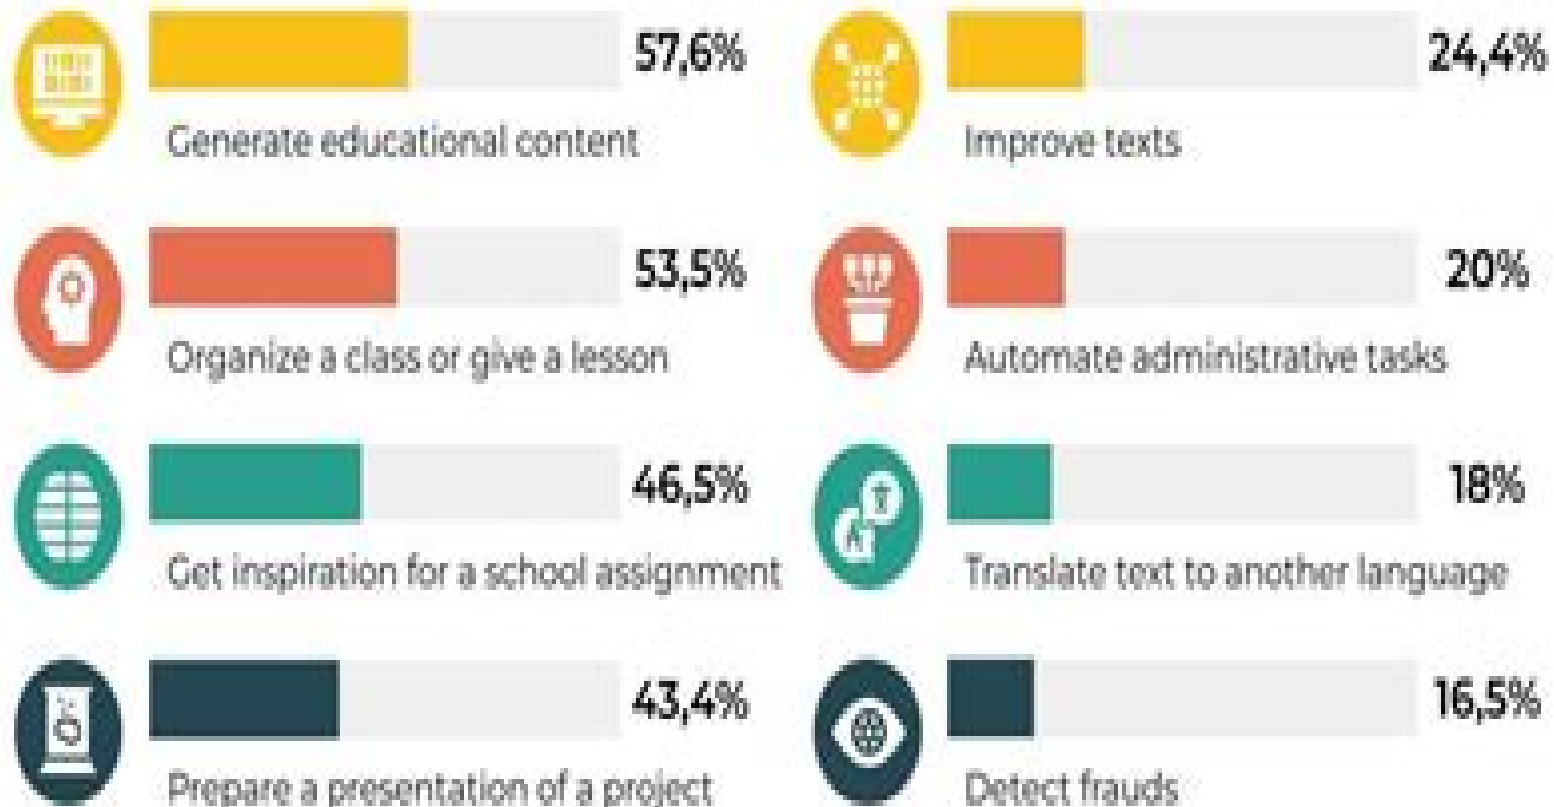 57,6%
Generate educational content
53,5%
Organize a class or give a lesson
46,5%
Get inspiration for a school assignment
43,4%
Prepare a presentation of a project
24,4%
Improve texts
20%
Automate administrative tasks
18%
Translate text to another language
16,5%
Detect frauds